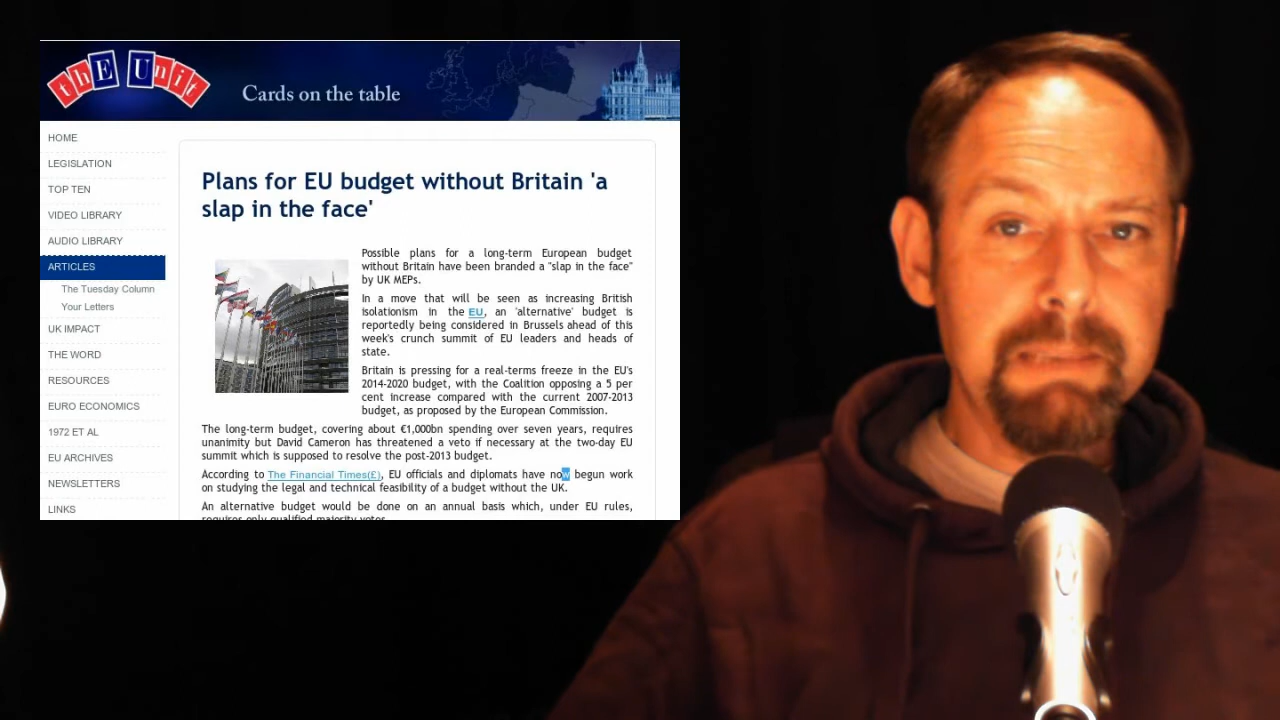 thE Unit
Cards on the table
HOME
LEGISLATION
TOP TEN
VIDEO LIBRARY
AUDIO LIBRARY
ARTICLES
The Tuesday Column
Your Letters
UK IMPACT
THE WORD
RESOURCES
EURO ECONOMICS
1972 ET AL
EU ARCHIVES
NEWSLETTERS
LINKS
Plans for EU budget without Britain 'a
slap in the face'
Possible plans for a long-term European budget
without Britain have been branded a "slap in the face"
by UK MEPs.
In a move that will be seen as increasing British
isolationism in the EU, an 'alternative' budget is
reportedly being considered in Brussels ahead of this
week's crunch summit of EU leaders and heads of
state.
Britain is pressing for a real-terms freeze in the EU's
2014-2020 budget, with the Coalition opposing a 5 per
cent increase compared with the current 2007-2013
budget, as proposed by the European Commission.
The long-term budget, covering about €1,000bn spending over seven years, requires
unanimity but David Cameron has threatened a veto if necessary at the two-day EU
summit which is supposed to resolve the post-2013 budget.
According to The Financial Times(£), EU officials and diplomats have now begun work
on studying the legal and technical feasibility of a budget without the UK.
An alternative budget would be done on an annual basis which, under EU rules,
requires only qualified majority votes.